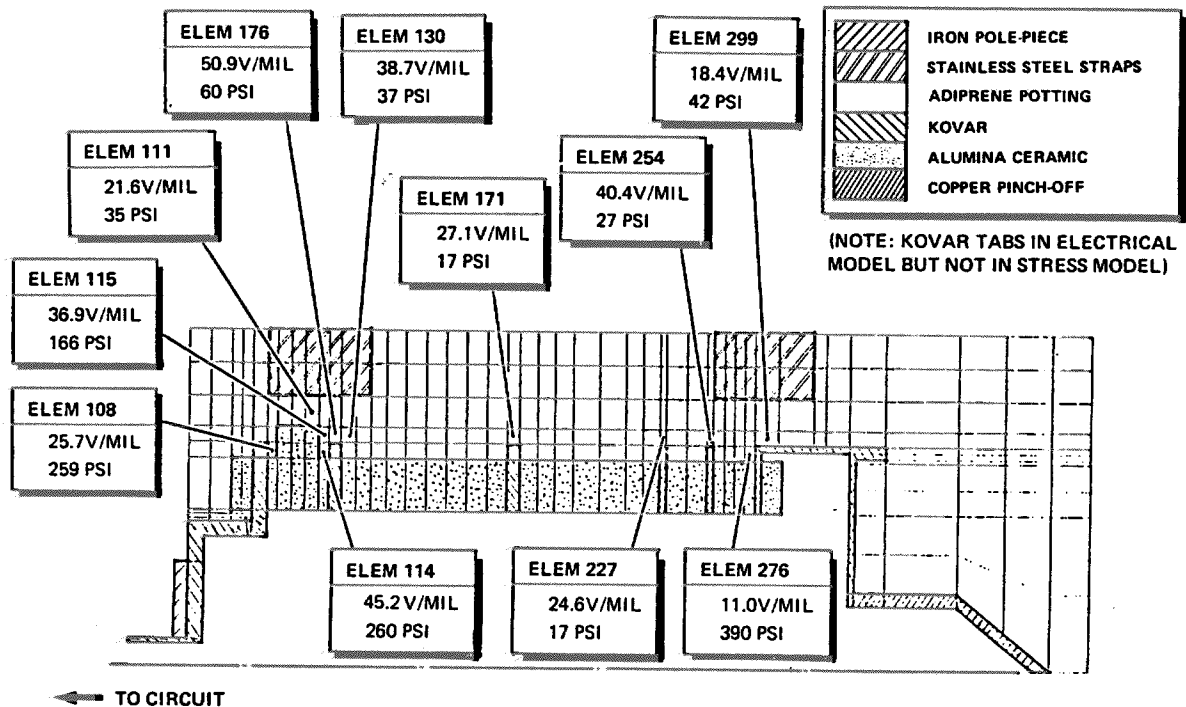 ELEM 176
50.9V/MIL
60 PSI
ELEM 130
38.7V/MIL
37 PSI
ELEM 299
18.4V/MIL
42 PSI
IRON POLE-PIECE
STAINLESS STEEL STRAPS
ADIPRENE POTTING
KOVAR
ALUMINA CERAMIC
COPPER PINCH-OFF
(NOTE: KOVAR TABS IN ELECTRICAL
MODEL BUT NOT IN STRESS MODEL)
ELEM 111
21.6V/MIL
35 PSI
ELEM 171
27.1V/MIL
17 PSI
ELEM 254
40.4V/MIL
27 PSI
ELEM 115
36.9V/MIL
166 PSI
ELEM 108
25.7V/MIL
259 PSI
ELEM 114
45.2V/MIL
260 PSI
ELEM 227
24.6V/MIL
17 PSI
ELEM 276
11.0V/MIL
390 PSI
TO CIRCUIT